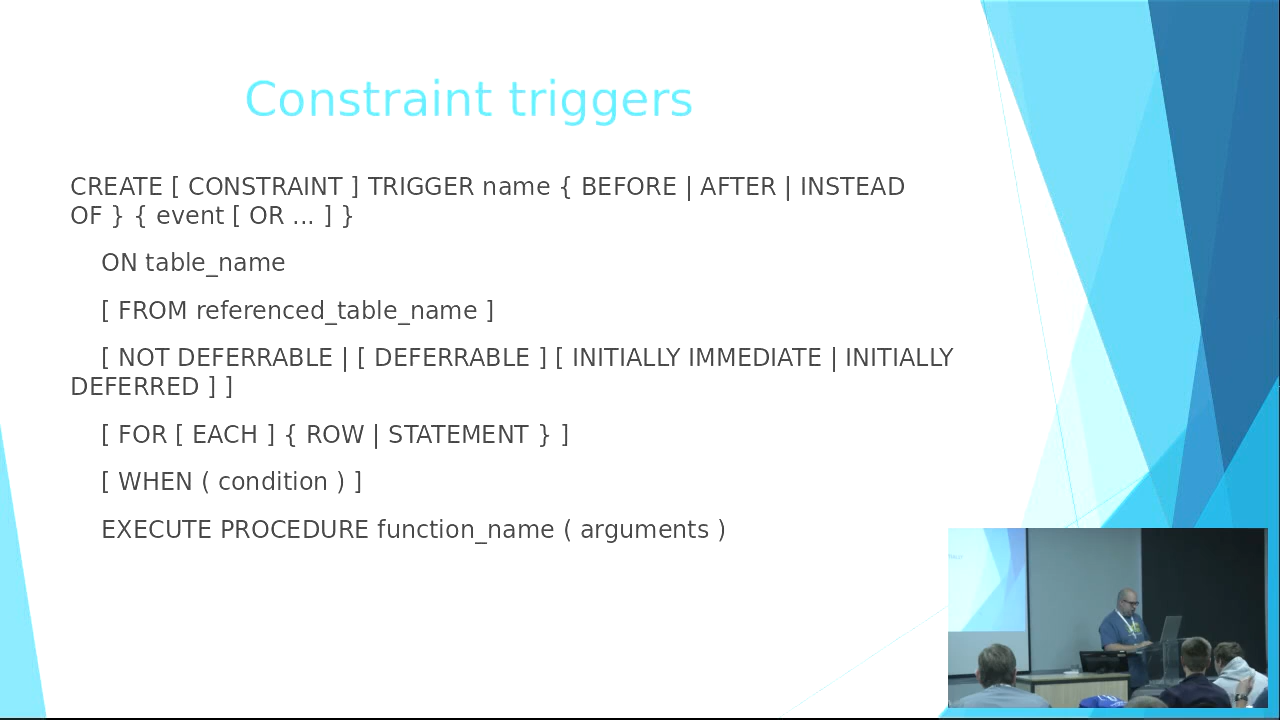 Constraint triggers
CREATE [ CONSTRAINT ] TRIGGER name { BEFORE | AFTER | INSTEAD
OF } { event [ OR ... ] }
ON table_name
[ FROM referenced_table_name ]
[ NOT DEFERRABLE | [ DEFERRABLE ] [ INITIALLY IMMEDIATE | INITIALLY
DEFERRED ] ]
[ FOR [ EACH ] { ROW | STATEMENT } ]
[ WHEN ( condition ) ]
EXECUTE PROCEDURE function_name ( arguments )